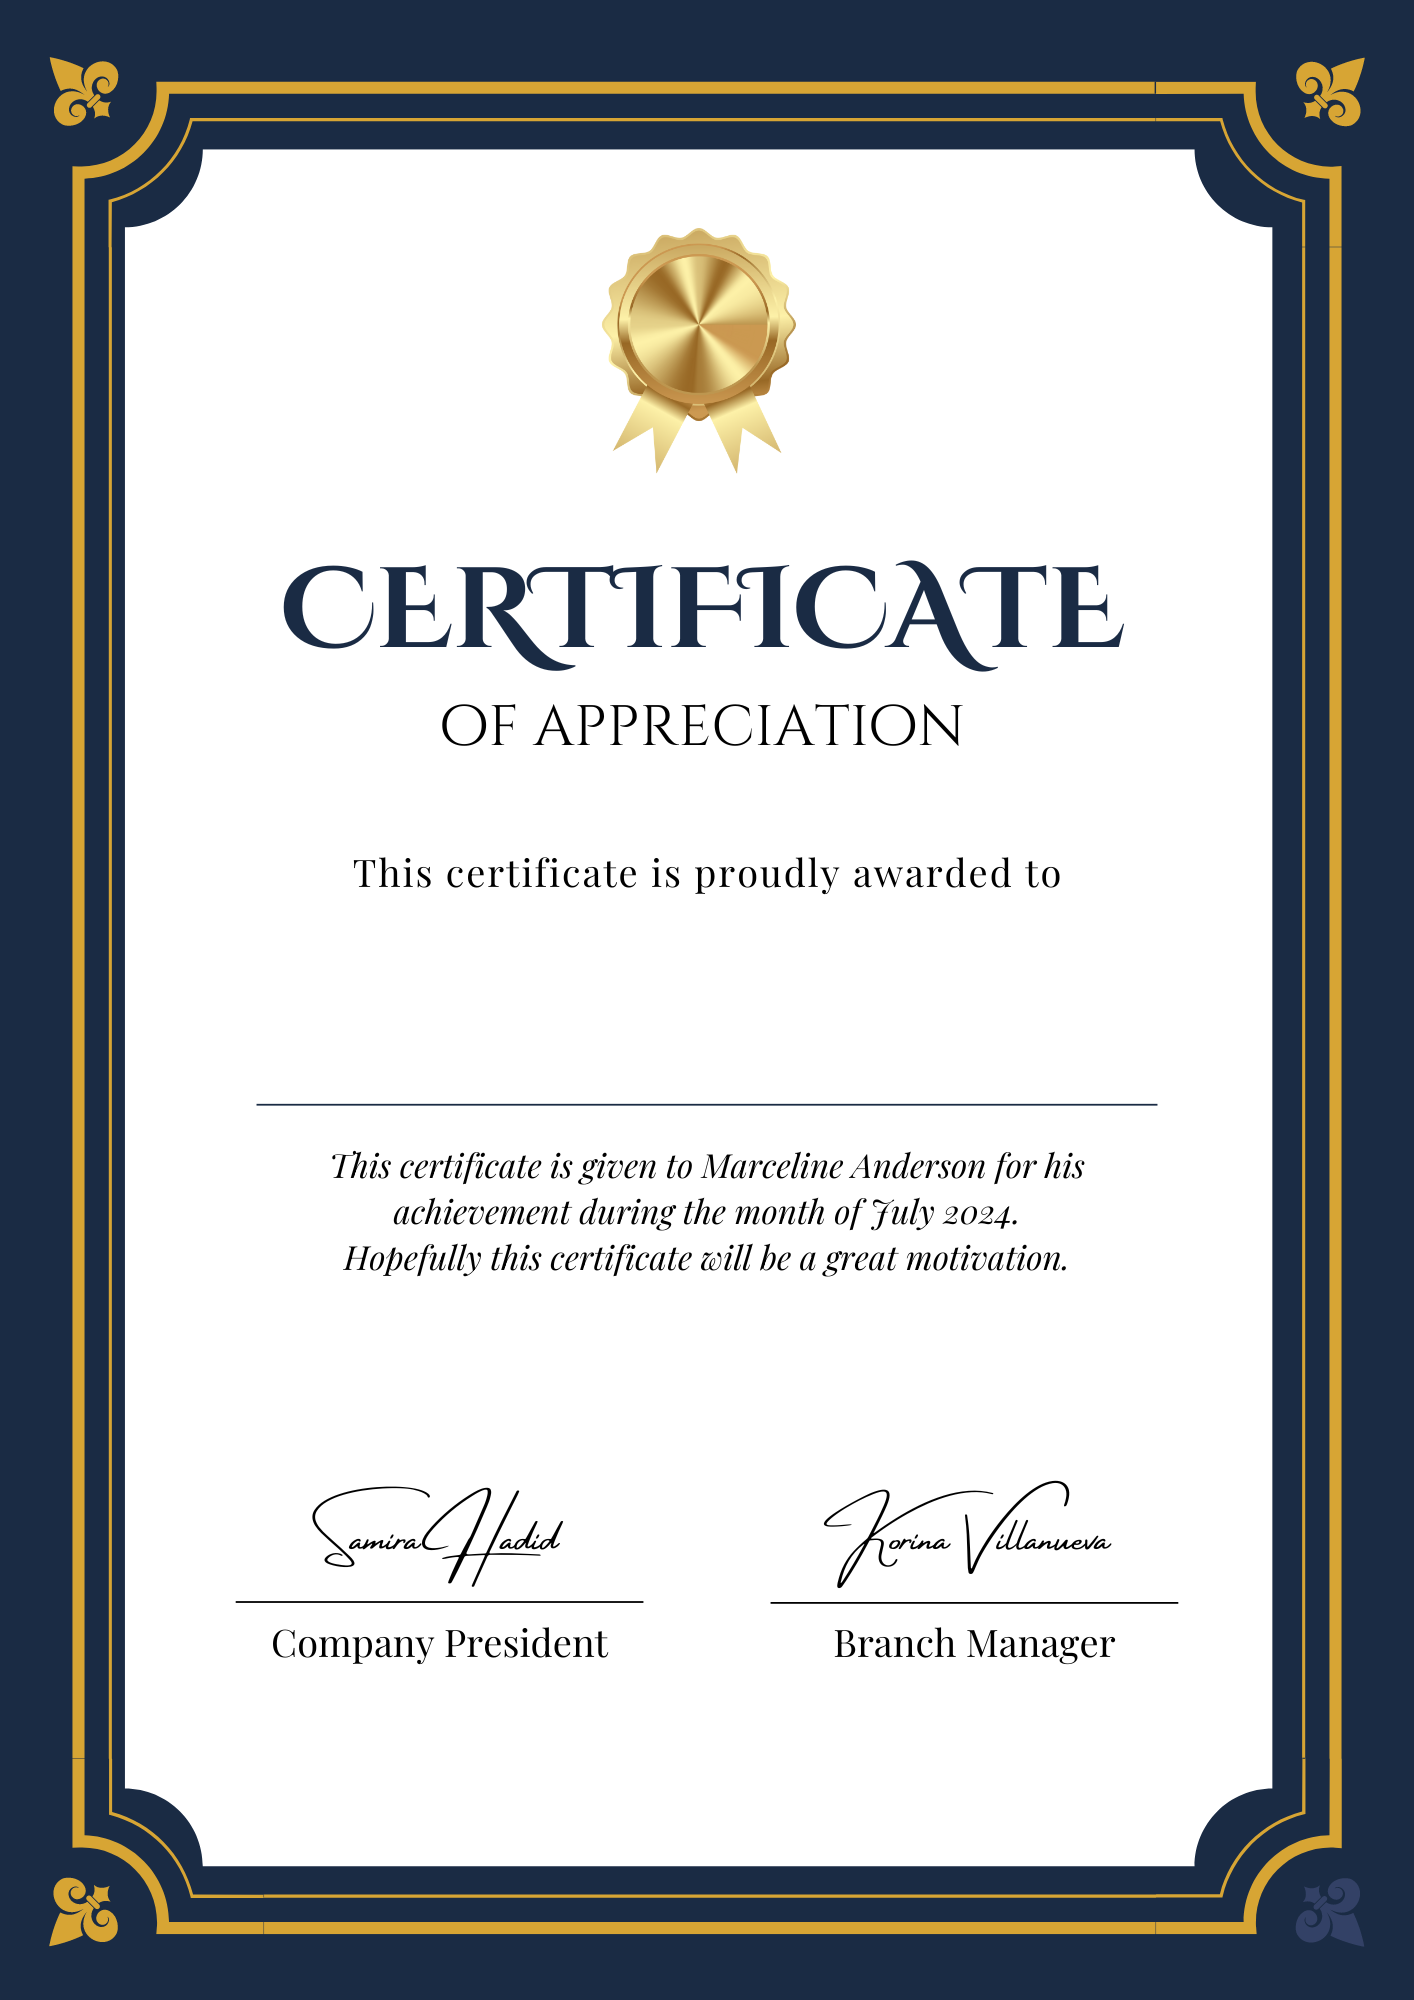 CERTIFICATE
OF APPRECIATION
This certificate is proudly awarded to
This certificate is given to Marceline Anderson for his
achievement during the month of July 2024.
Hopefully this certificate will be a great motivation.
Samira Hadid
Korina Villanueva
Company President
Branch Manager